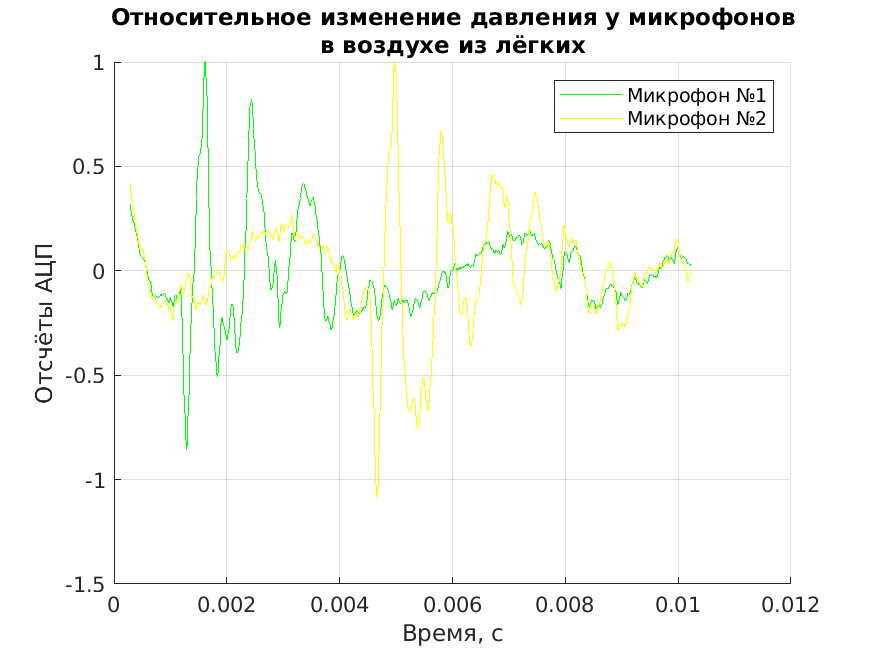 Относительное изменение давления у микрофонов
в воздухе из лёгких
Микрофон №1
Микрофон №2
Отсчёты АЦП
1
0.5
0
-0.5
-1
-1.5
0
0.002
0.004
0.006
0.008
0.01
0.012
Время, с